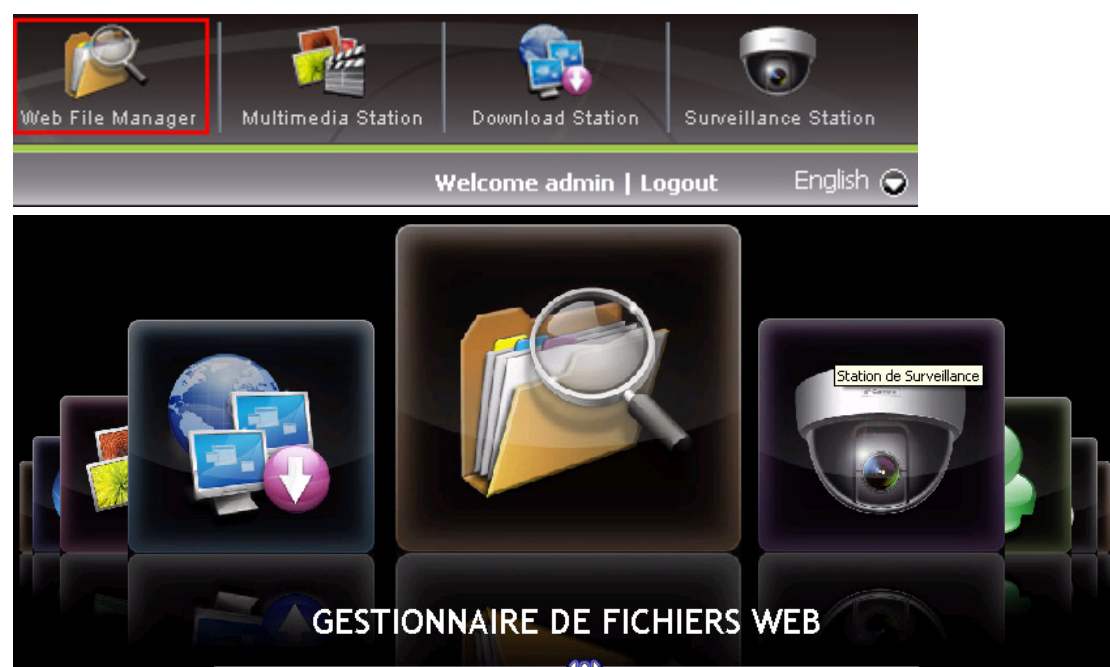 Web File Manager Multimedia Station Download Station Surveillance Station
Welcome admin | Logout English
Station de Surveillance
GESTIONNAIRE DE FICHIERS WEB